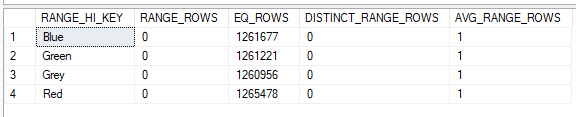 RANGE_HI_KEY RANGE_ROWS EQ_ROWS DISTINCT_RANGE_ROWS AVG_RANGE_ROWS
1 Blue 0 1261677 0 1
2 Green 0 1261221 0 1
3 Grey 0 1260956 0 1
4 Red 0 1265478 0 1